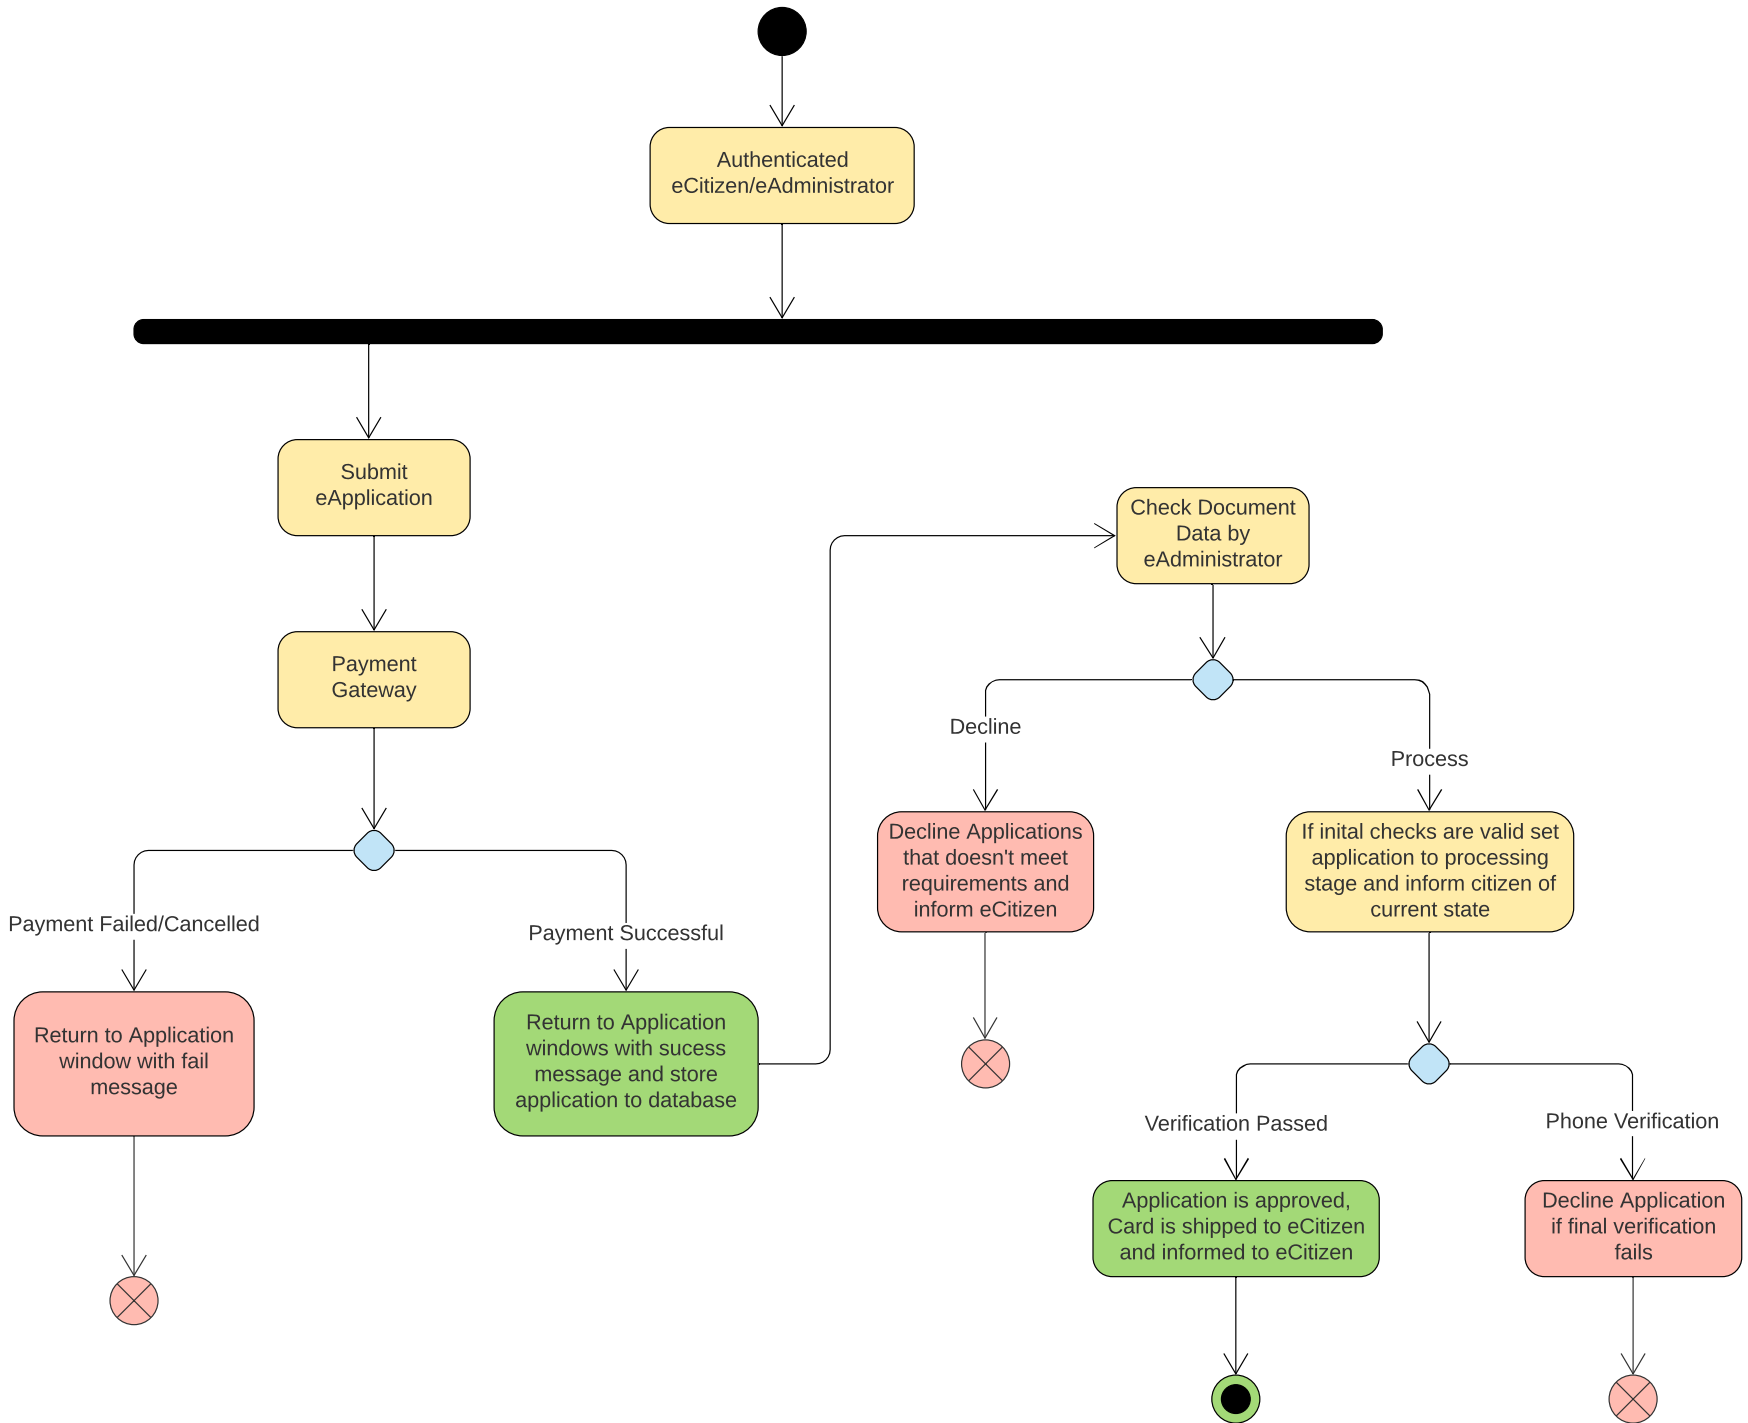 Authenticated
eCitizen/eAdministrator
Submit
eApplication
Payment
Gateway
Payment Failed/Cancelled
Payment Successful
Return to Application
window with fail
message
Return to Application
windows with sucess
message and store
application to database
Check Document
Data by
eAdministrator
Decline
Process
Decline Applications
that doesn't meet
requirements and
inform eCitizen
If inital checks are valid set
application to processing
stage and inform citizen of
current state
Verification Passed
Phone Verification
Application is approved,
Card is shipped to eCitizen
and informed to eCitizen
Decline Application
if final verification
fails